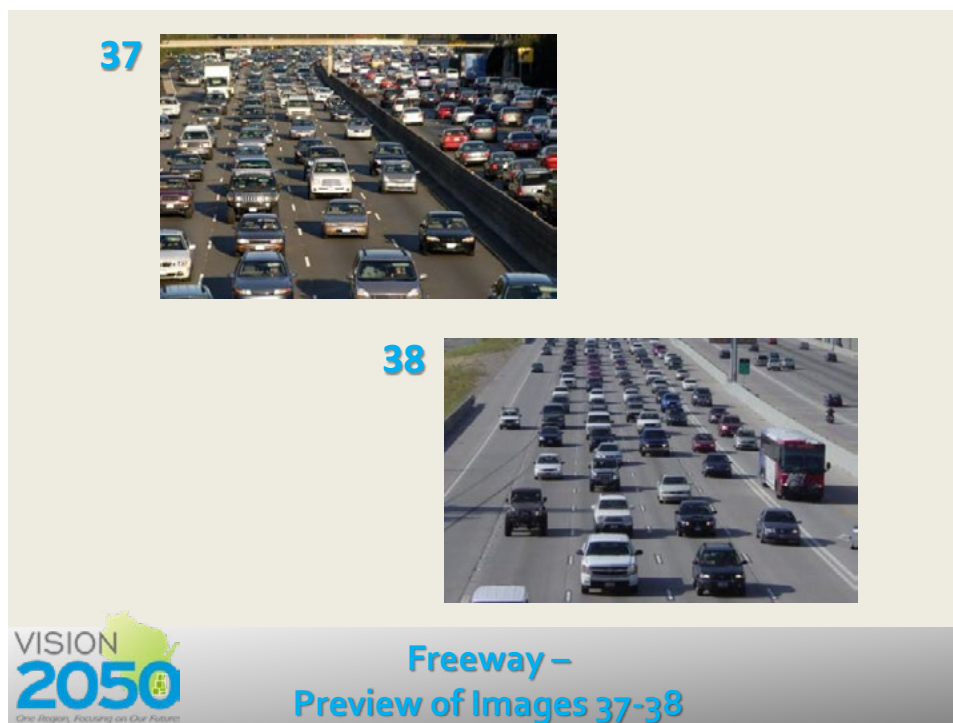 37
38
VISION
2050
One Region, Focusing on Our Future
Freeway –
Preview of Images 37-38